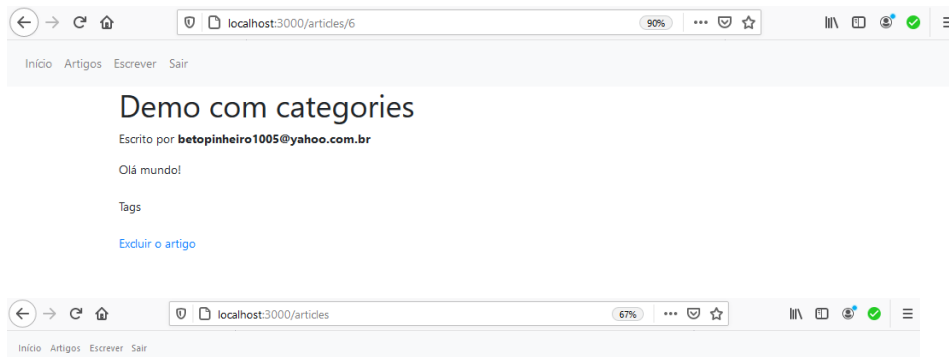 localhost:3000/articles/6
90%
Início Artigos Escrever Sair
Demo com categories
Escrito por betopinheiro1005@yahoo.com.br
Olá mundo!
Tags
Excluir o artigo
localhost:3000/articles
67%
Início Artigos Escrever Sair